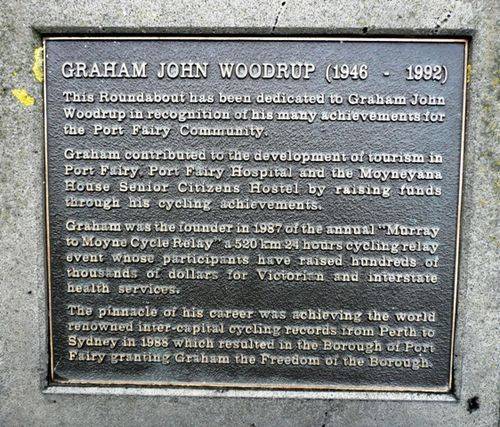 GRAHAM JOHN WOODRUP (1946 - 1992)
This Roundabout has been dedicated to Graham John
Woodrup in recognition of his many achievements for
the Port Fairy Community.
Graham contributed to the development of tourism in
Port Fairy, Port Fairy Hospital and the Moyneyana
House Senior Citizens Hostel by raising funds
through his cycling achievements.
Graham was the founder in 1987 of the annual "Murray
to Moyne Cycle Relay" a 520 km 24 hours cycling relay
event whose participants have raised hundreds of
thousands of dollars for Victorian and interstate
health services.
The pinnacle of his career was achieving the world
renowned inter-capital cycling records from Perth to
Sydney in 1988 which resulted in the Borough of Port
Fairy granting Graham the Freedom of the Borough.